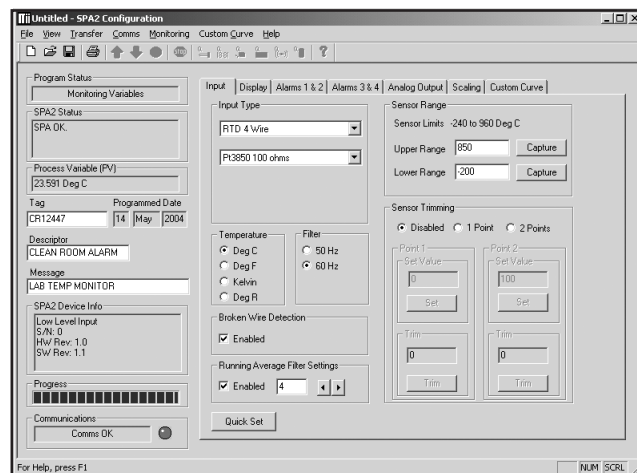 Untitled - SPA2 Configuration
File View Transfer Comms Monitoring Custom Curve Help
STOP
?
Program Status
Monitoring Variables
SPA2 Status
SPA OK.
Process Variable (PV)
23.591 Deg C
Tag
Programmed Date
CR12447
14 May 2004
Descriptor
CLEAN ROOM ALARM
Message
LAB TEMP MONITOR
SPA2 Device Info
Low Level Input
S/N: 0
HW Rev: 1.0
SW Rev: 1.1
Progress
Communications
Comms OK
Input Display Alarms 1 & 2 Alarms 3 & 4 Analog Output Scaling Custom Curve
Input Type
RTD 4 Wire
Pt3850 100 ohms
Temperature
Deg C
Deg F
Kelvin
Deg R
Filter
50 Hz
60 Hz
Broken Wire Detection
Enabled
Running Average Filter Settings
Enabled 4
Quick Set
Sensor Range
Sensor Limits -240 to 960 Deg C
Upper Range 850 Capture
Lower Range -200 Capture
Sensor Trimming
Disabled 1 Point 2 Points
Point 1
Set Value
0
Set
Trim
0
Trim
Point 2
Set Value
100
Set
Trim
0
Trim
For Help, press F1
NUM SCRL